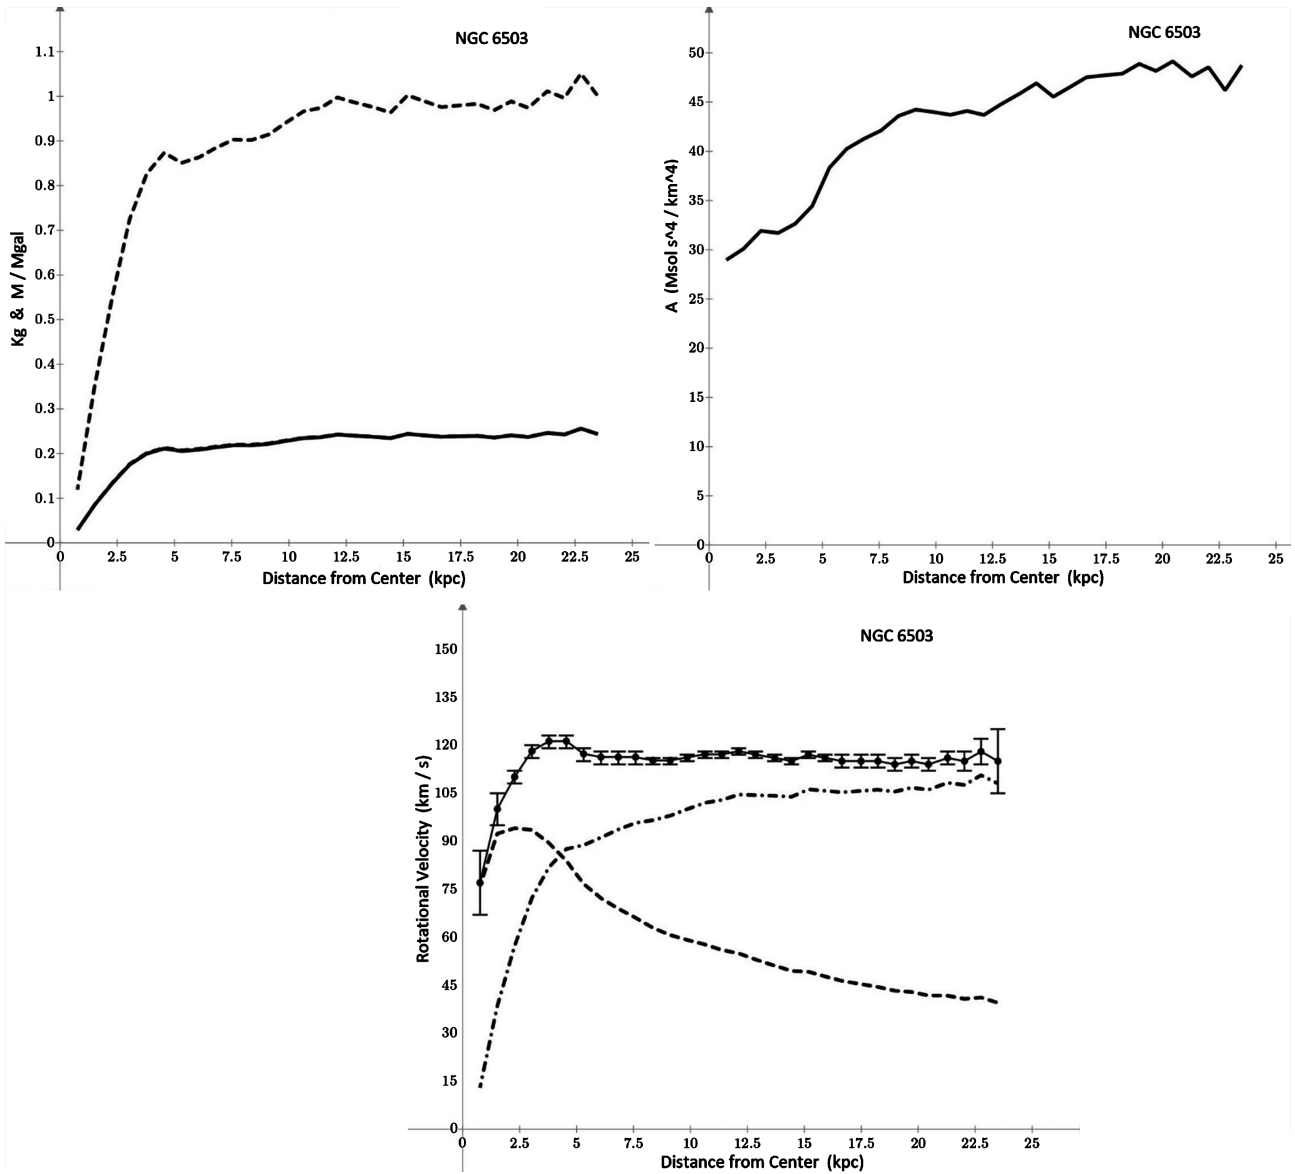 NGC 6503
1.1
1
0.9
0.8
0.7
0.6
0.5
0.4
0.3
0.2
0.1
0
Kg & M / Mgal
0 2.5 5 7.5 10 12.5 15 17.5 20 22.5 25
Distance from Center (kpc)
NGC 6503
50
45
40
35
30
25
20
15
10
5
0
A (Msol s^4 / km^4)
0 2.5 5 7.5 10 12.5 15 17.5 20 22.5 25
Distance from Center (kpc)
NGC 6503
150
135
120
105
90
75
60
45
30
15
0
Rotational Velocity (km / s)
0 2.5 5 7.5 10 12.5 15 17.5 20 22.5 25
Distance from Center (kpc)